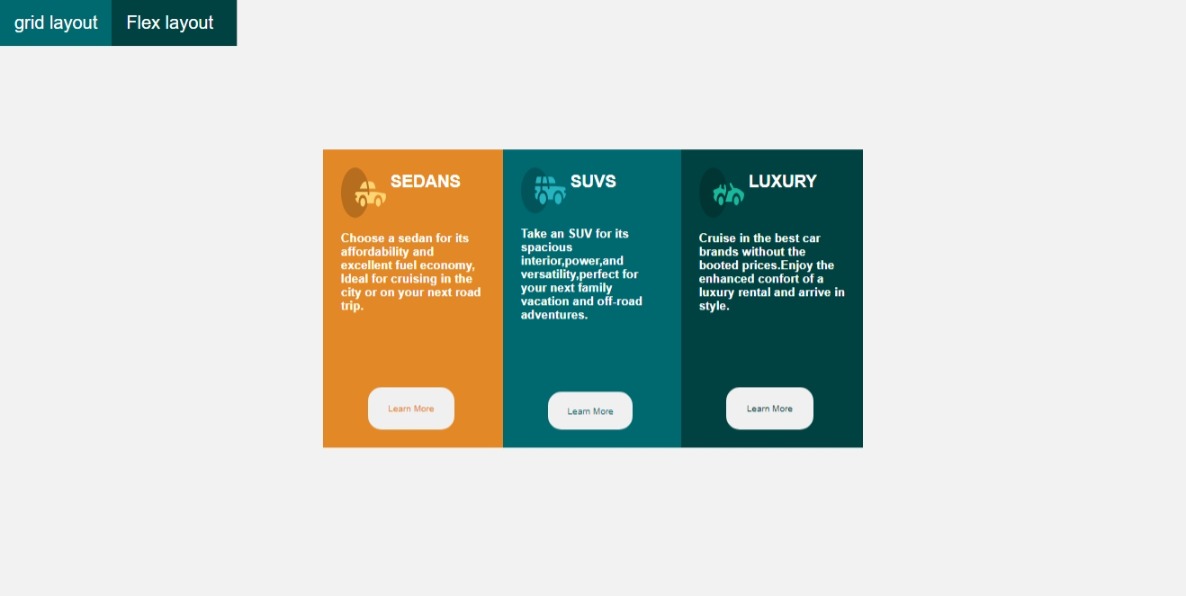 grid layout
Flex layout
SEDANS
Choose a sedan for its
affordability and
excellent fuel economy,
Ideal for cruising in the
city or on your next road
trip.
Learn More
SUVS
Take an SUV for its
spacious
interior,power,and
versatility,perfect for
your next family
vacation and off-road
adventures.
Learn More
LUXURY
Cruise in the best car
brands without the
booted prices.Enjoy the
enhanced confort of a
luxury rental and arrive in
style.
Learn More